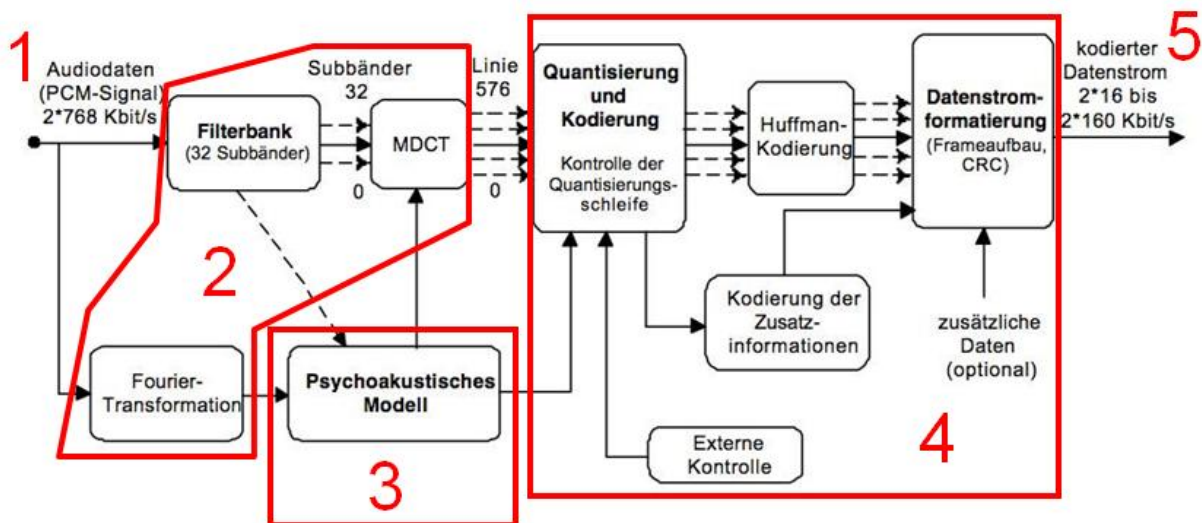 1
Audiodaten
(PCM-Signal)
2*768 Kbit/s
Filterbank
(32 Subbänder)
Subbänder
32
0
MDCT
Linie
576
0
2
Fourier-
Transformation
Psychoakustisches
Modell
3
Quantisierung
und
Kodierung
Kontrolle der
Quantisierungs-
schleife
Huffman-
Kodierung
Datenstrom-
formatierung
(Frameaufbau,
CRC)
Kodierung der
Zusatz-
informationen
zusätzliche
Daten
(optional)
Externe
Kontrolle
4
5
kodierter
Datenstrom
2*16 bis
2*160 Kbit/s